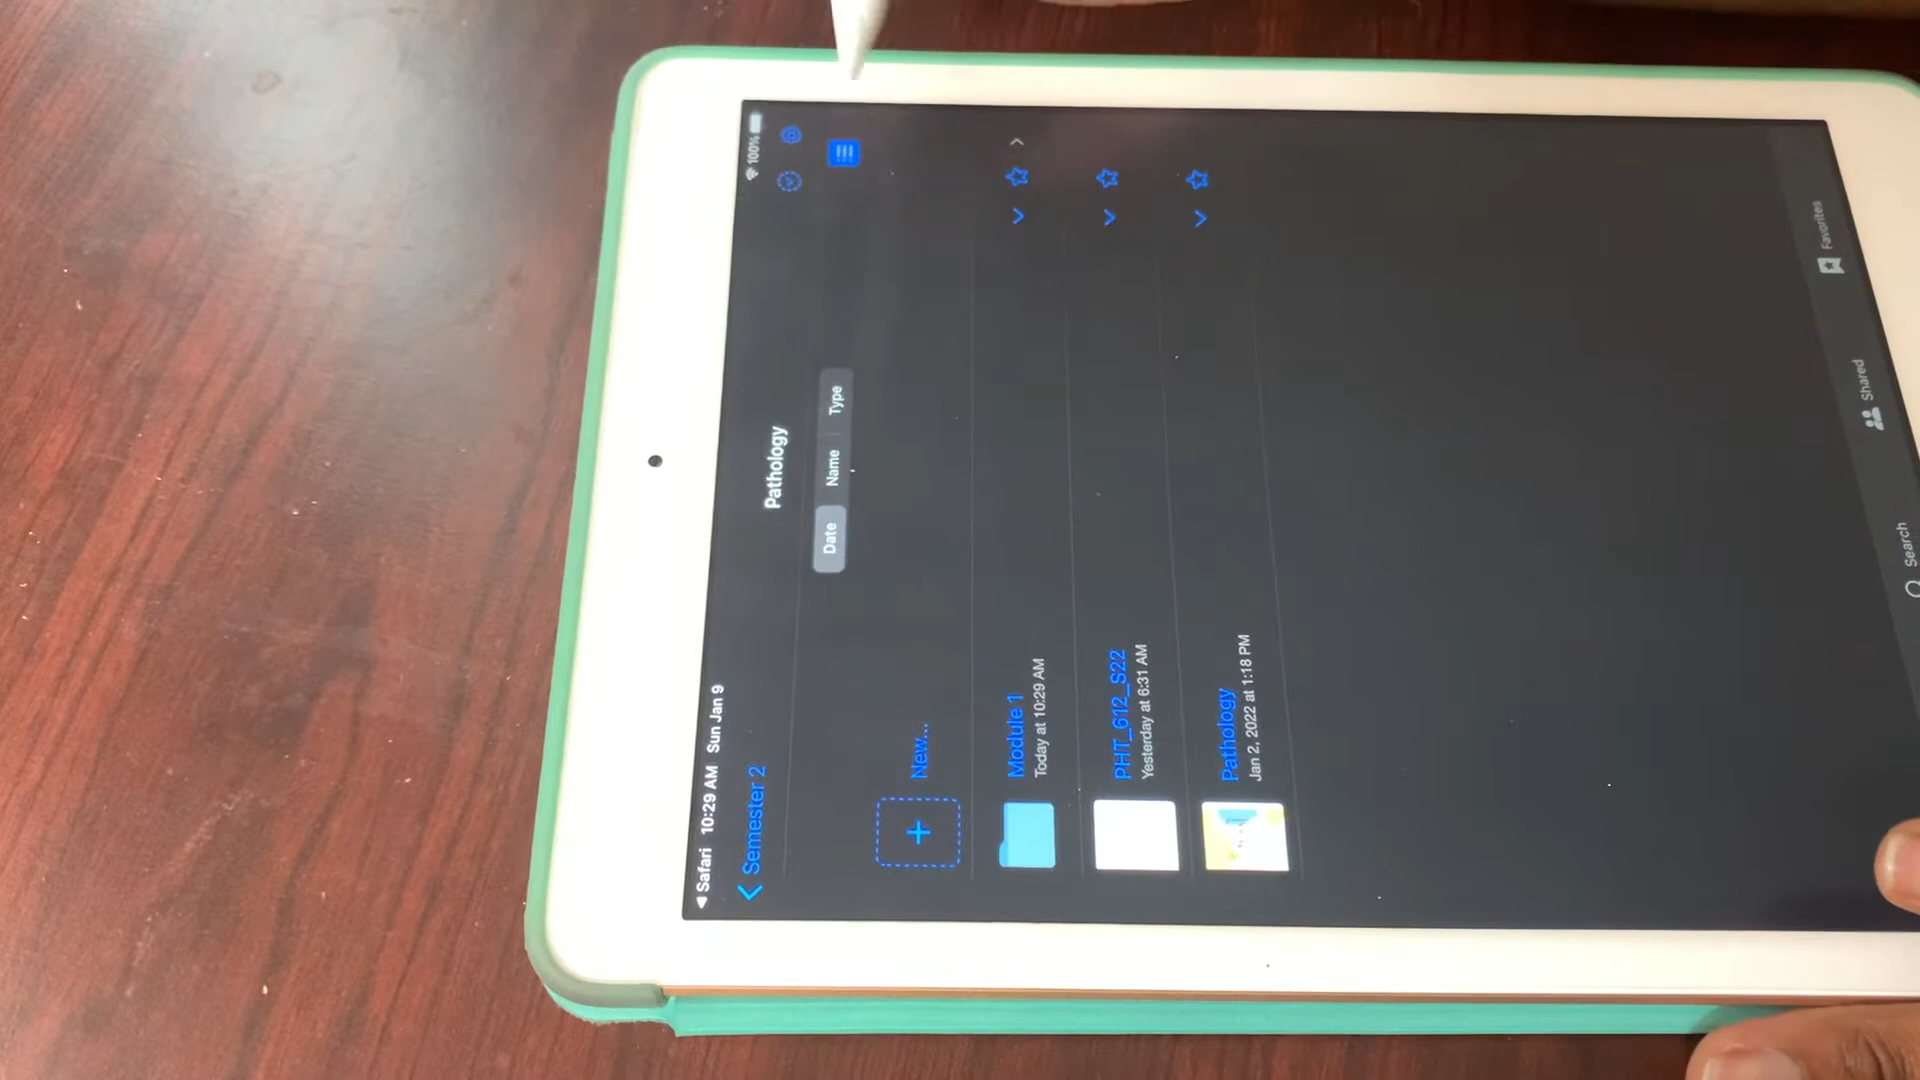 Safari 10:29 AM Sun Jan 9
100%
Semester 2
Pathology
Date Name Type
New...
Module 1
Today at 10:29 AM
PHT_612_S22
Yesterday at 6:31 AM
Pathology
Jan 2, 2022 at 1:18 PM
Search
Shared
Favorites